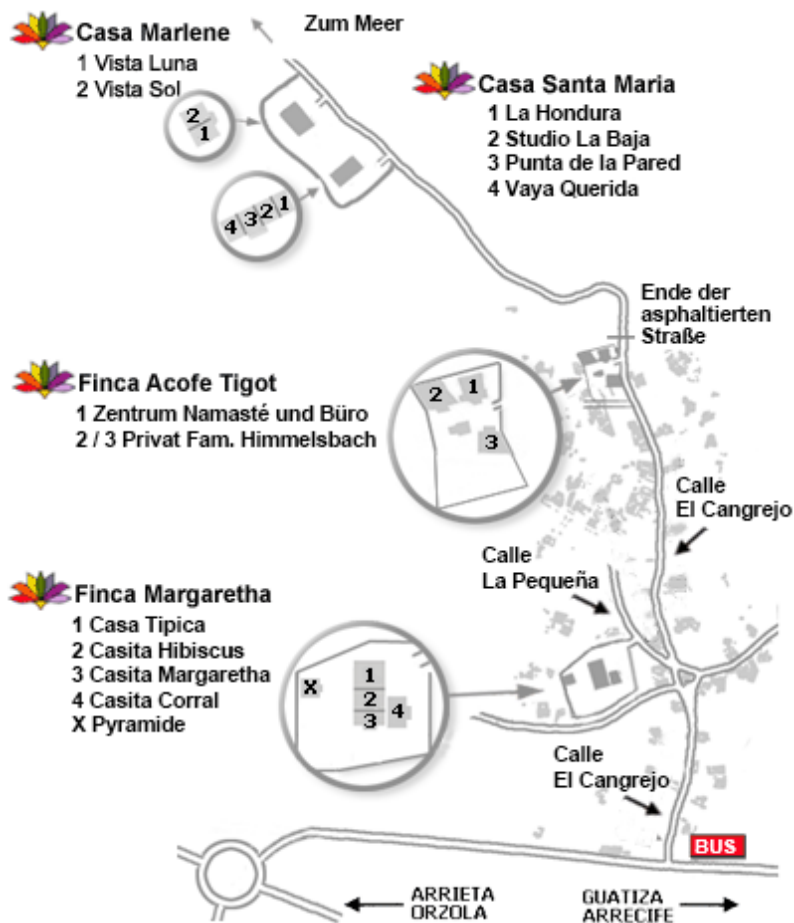 Casa Marlene
1 Vista Luna
2 Vista Sol
Zum Meer
Casa Santa Maria
1 La Hondura
2 Studio La Baja
3 Punta de la Pared
4 Vaya Querida
2
1
4 3 2 1
Ende der
asphaltierten
Straße
Finca Acofe Tigot
1 Zentrum Namasté und Büro
2 / 3 Privat Fam. Himmelsbach
2 1
3
Calle
El Cangrejo
Calle
La Pequeña
Finca Margaretha
1 Casa Tipica
2 Casita Hibiscus
3 Casita Margaretha
4 Casita Corral
X Pyramide
X 1
2
3 4
Calle
El Cangrejo
BUS
ARRIETA
ORZOLA
GUATIZA
ARRECIFE